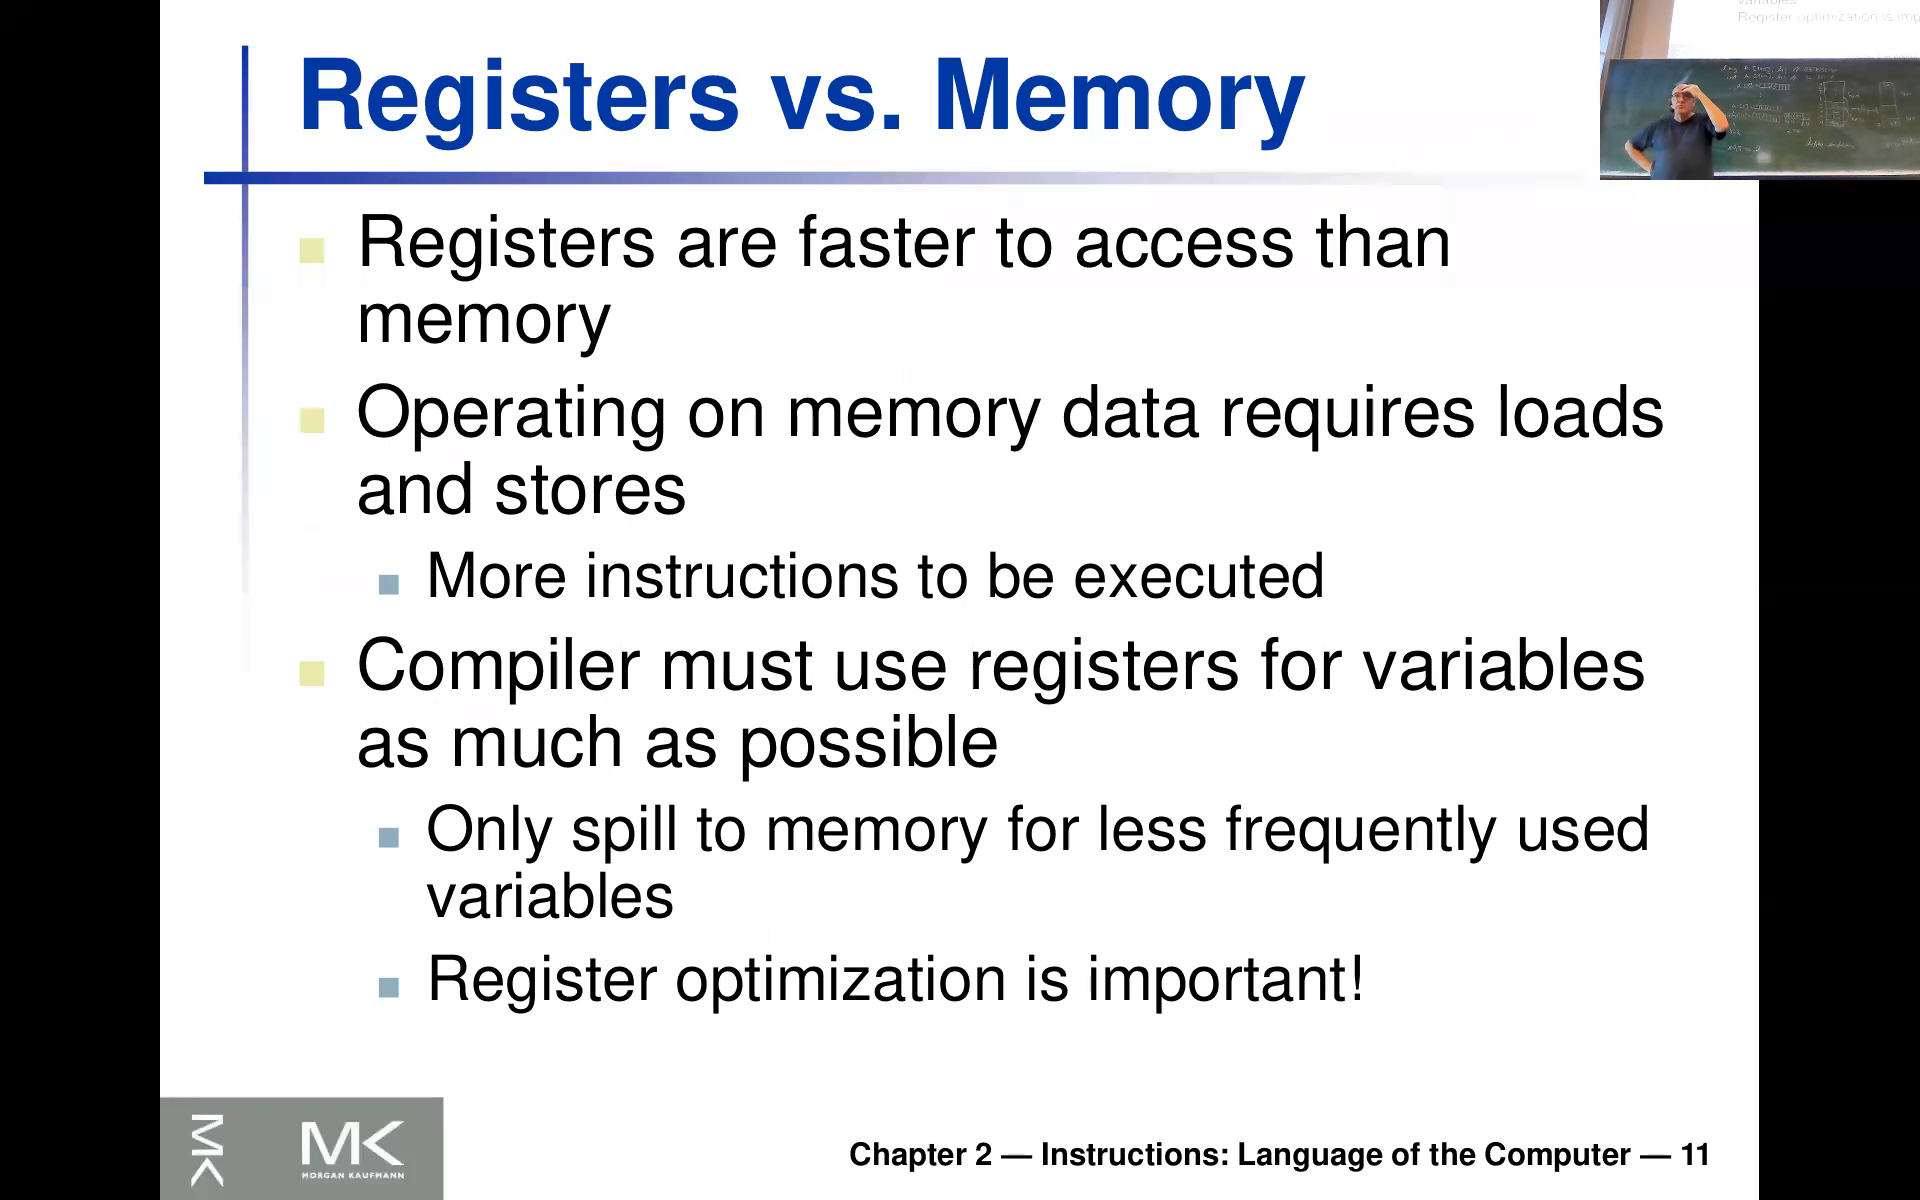 Registers vs. Memory
Registers are faster to access than
memory
Operating on memory data requires loads
and stores
More instructions to be executed
Compiler must use registers for variables
as much as possible
Only spill to memory for less frequently used
variables
Register optimization is important!
MK
MK
MORGAN KAUFMANN
Chapter 2 — Instructions: Language of the Computer — 11
variables
Register optimization is imp